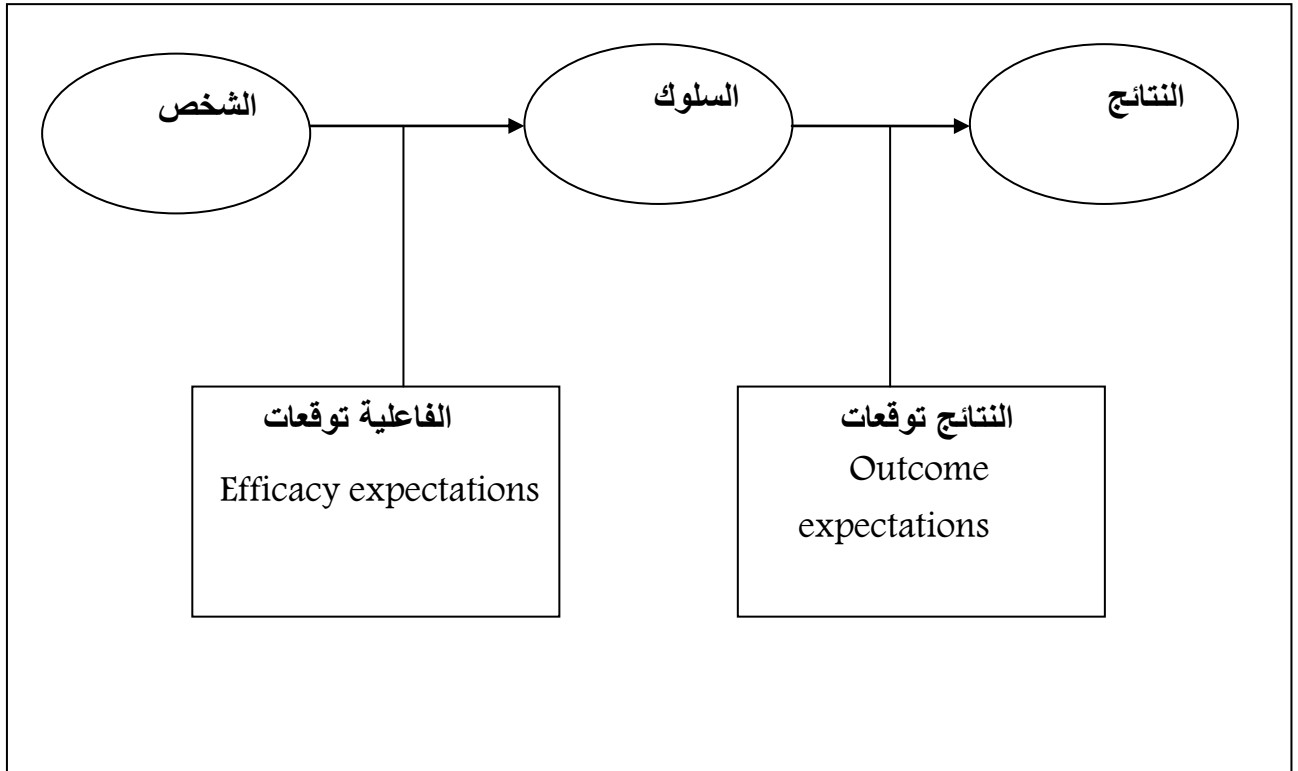 الشخص
السلوك
النتائج
الفاعلية توقعات
Efficacy expectations
النتائج توقعات
Outcome
expectations